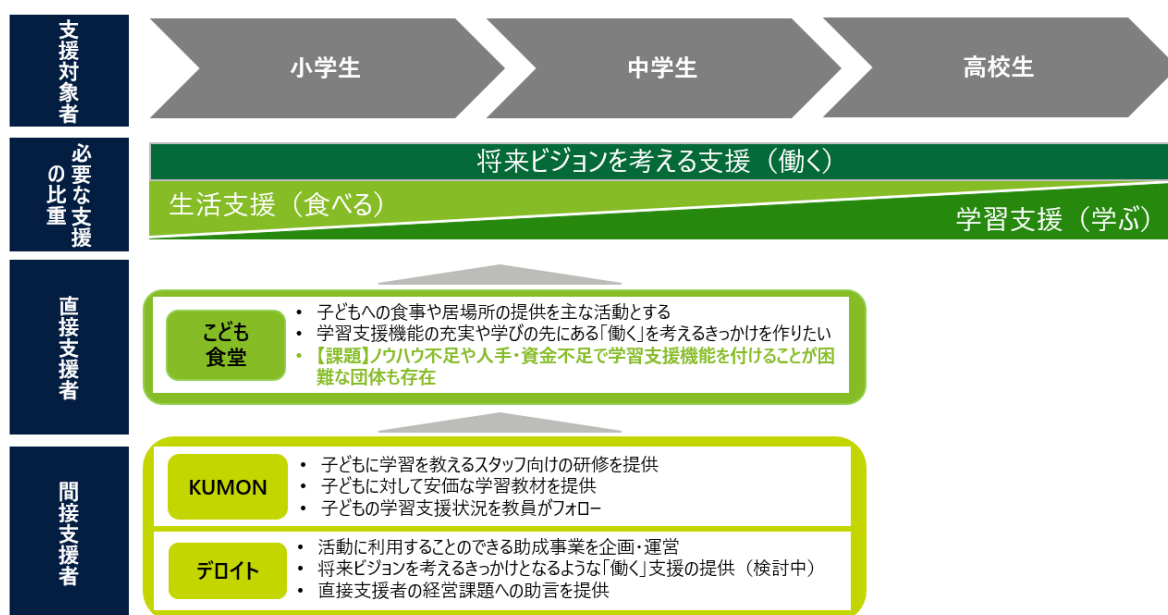 支援対象者
小学生
中学生
高校生
必要な支援
の比重
将来ビジョンを考える支援（働く）
生活支援（食べる）
学習支援（学ぶ）
直接支援者
こども
食堂
• 子どもへの食事や居場所の提供を主な活動とする
• 学習支援機能の充実や学びの先にある「働く」を考えるきっかけを作りたい
• 【課題】ノウハウ不足や人手・資金不足で学習支援機能を付けることが困
難な団体も存在
間接支援者
KUMON
• 子どもに学習を教えるスタッフ向けの研修を提供
• 子どもに対して安価な学習教材を提供
• 子どもの学習支援状況を教員がフォロー
デロイト
• 活動に利用することのできる助成事業を企画・運営
• 将来ビジョンを考えるきっかけとなるような「働く」支援の提供（検討中）
• 直接支援者の経営課題への助言を提供